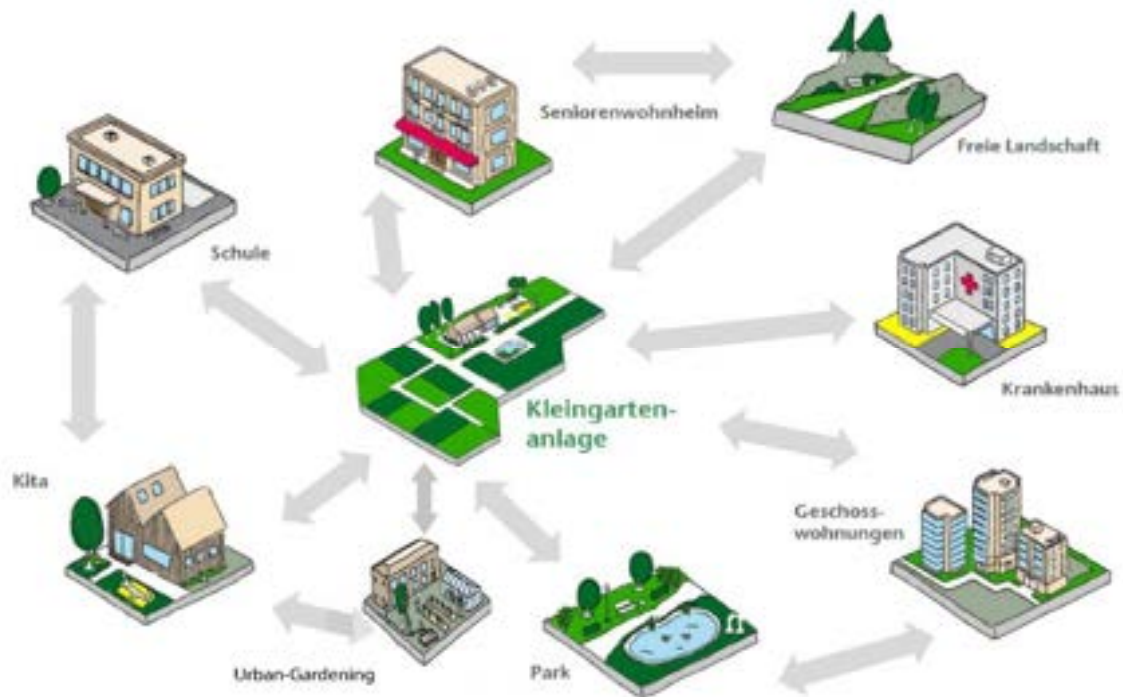 Seniorenwohnheim
Freie Landschaft
Schule
Krankenhaus
Kleingarten-
anlage
Kita
Geschoss-
wohnungen
Urban-Gardening
Park